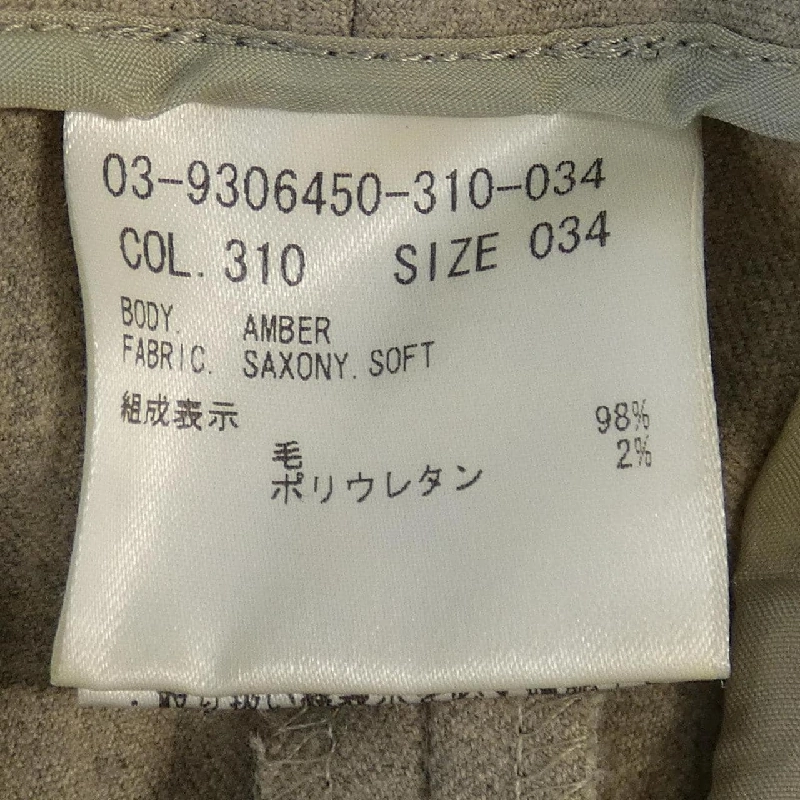 03-9306450-310-034
COL. 310 SIZE 034
BODY. AMBER
FABRIC. SAXONY. SOFT
組成表示
毛 98%
ポリウレタン 2%